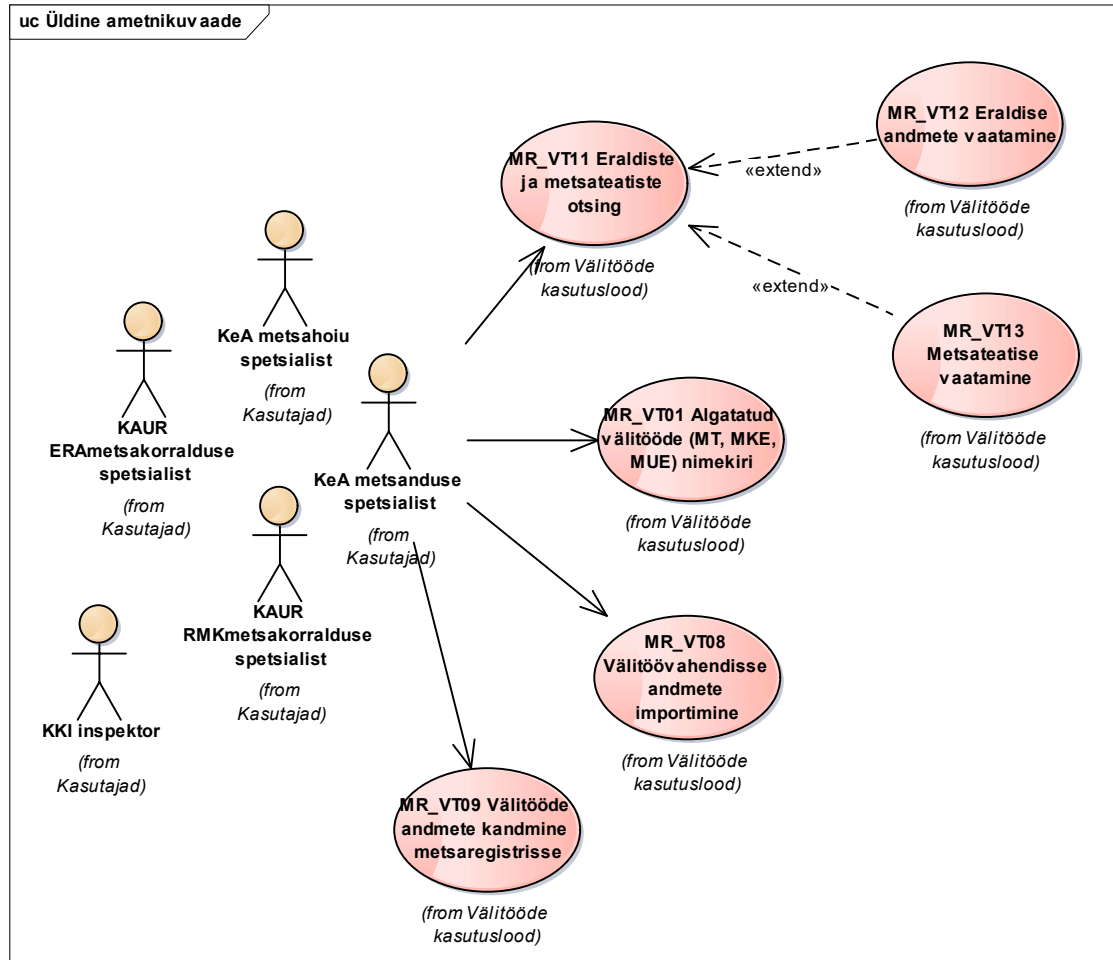 uc Üldine ametnikuvaade
MR_VT12 Eraldise
andmete vaatamine
(from Välitööde
kasutuslood)
MR_VT11 Eraldiste
ja metsateatiste
otsing
(from Välitööde
kasutuslood)
«extend»
«extend»
MR_VT13
Metsateatise
vaatamine
(from Välitööde
kasutuslood)
KeA metsahoiu
spetsialist
(from
Kasutajad)
KAUR
ERAmetsakorralduse
spetsialist
(from
Kasutajad)
KeA metsanduse
spetsialist
(from
Kasutajad)
MR_VT01 Algatatud
välitööde (MT, MKE,
MUE) nimekiri
(from Välitööde
kasutuslood)
KAUR
RMKmetsakorralduse
spetsialist
(from
Kasutajad)
KKI inspektor
(from
Kasutajad)
MR_VT08
Välitöövahendisse
andmete
importimine
(from Välitööde
kasutuslood)
MR_VT09 Välitööde
andmete kandmine
metsaregistrisse
(from Välitööde
kasutuslood)